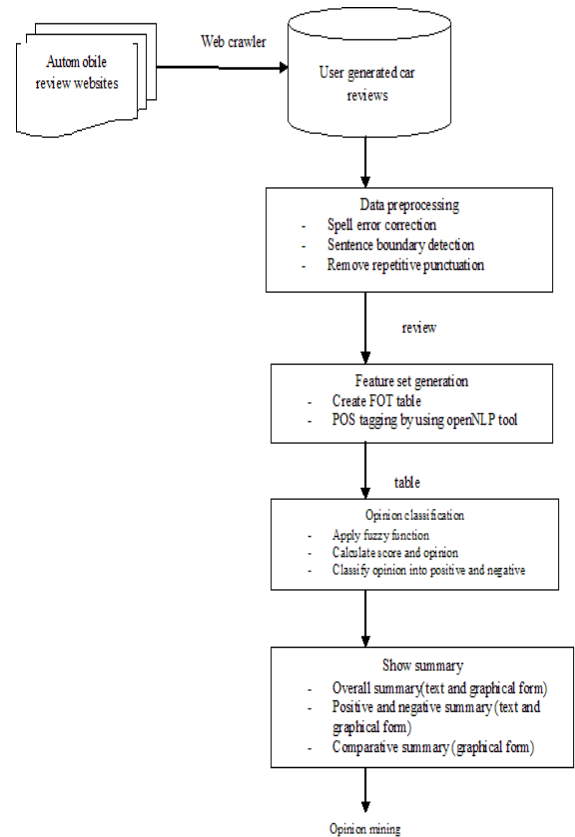 Automobile
review websites
Web crawler
User generated car
reviews
Data preprocessing
- Spell error correction
- Sentence boundary detection
- Remove repetitive punctuation
review
Feature set generation
- Create FOT table
- POS tagging by using openNLP tool
table
Opinion classification
- Apply fuzzy function
- Calculate score and opinion
- Classify opinion into positive and negative
Show summary
- Overall summary(text and graphical form)
- Positive and negative summary (text and
graphical form)
- Comparative summary (graphical form)
Opinion mining